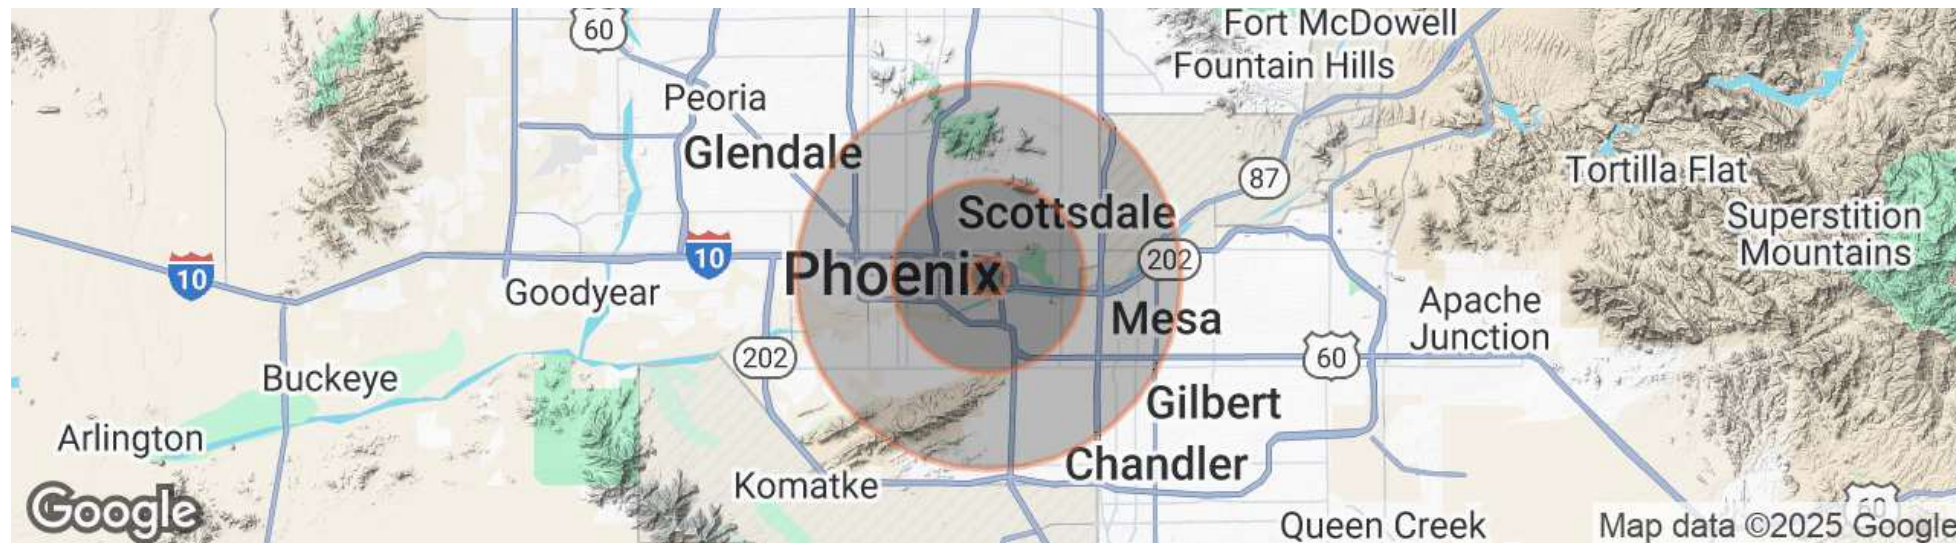 60
Fort McDowell
Fountain Hills
Peoria
Glendale
87
Tortilla Flat
Scottsdale
Superstition
Mountains
202
10
10
Phoenix
Goodyear
Apache
Junction
Mesa
202
60
Buckeye
Gilbert
Arlington
Chandler
Komatke
60
Google
Queen Creek
Map data ©2025 Google